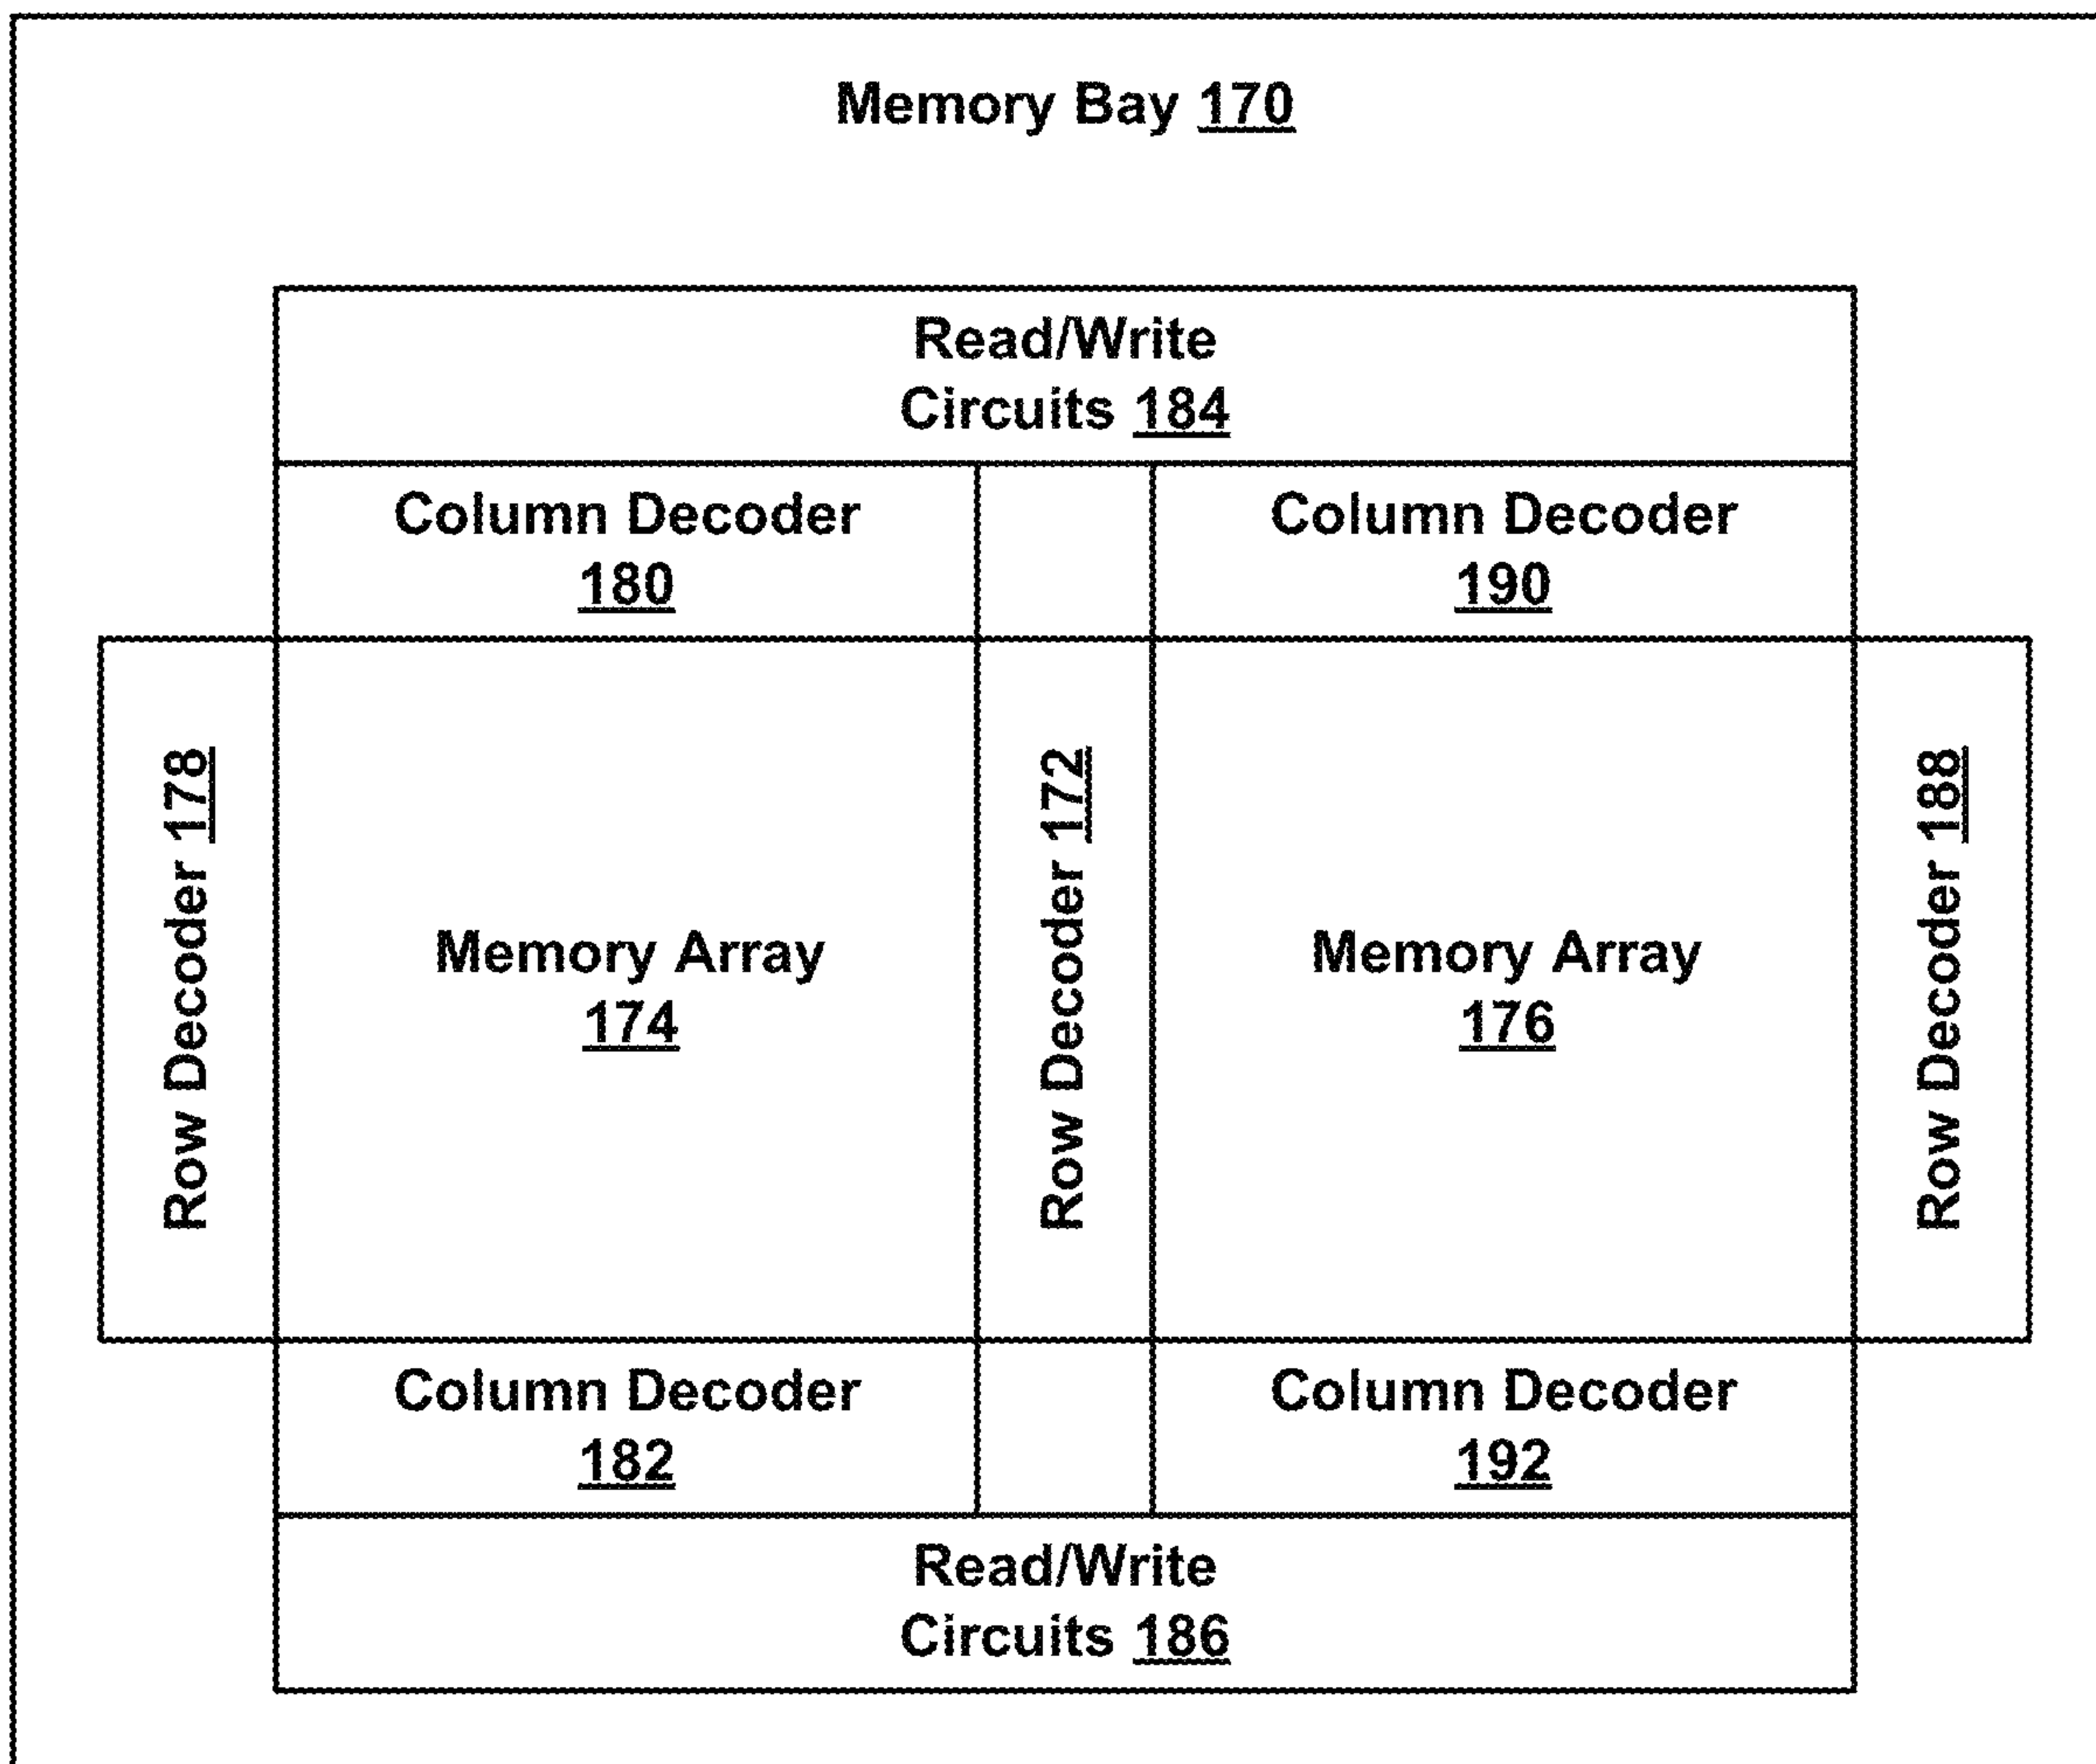 Memory Bay 170
Read/Write
Circuits 184
Column Decoder
180
Column Decoder
190
Row Decoder 178
Memory Array
174
Row Decoder 172
Memory Array
176
Row Decoder 188
Column Decoder
182
Column Decoder
192
Read/Write
Circuits 186